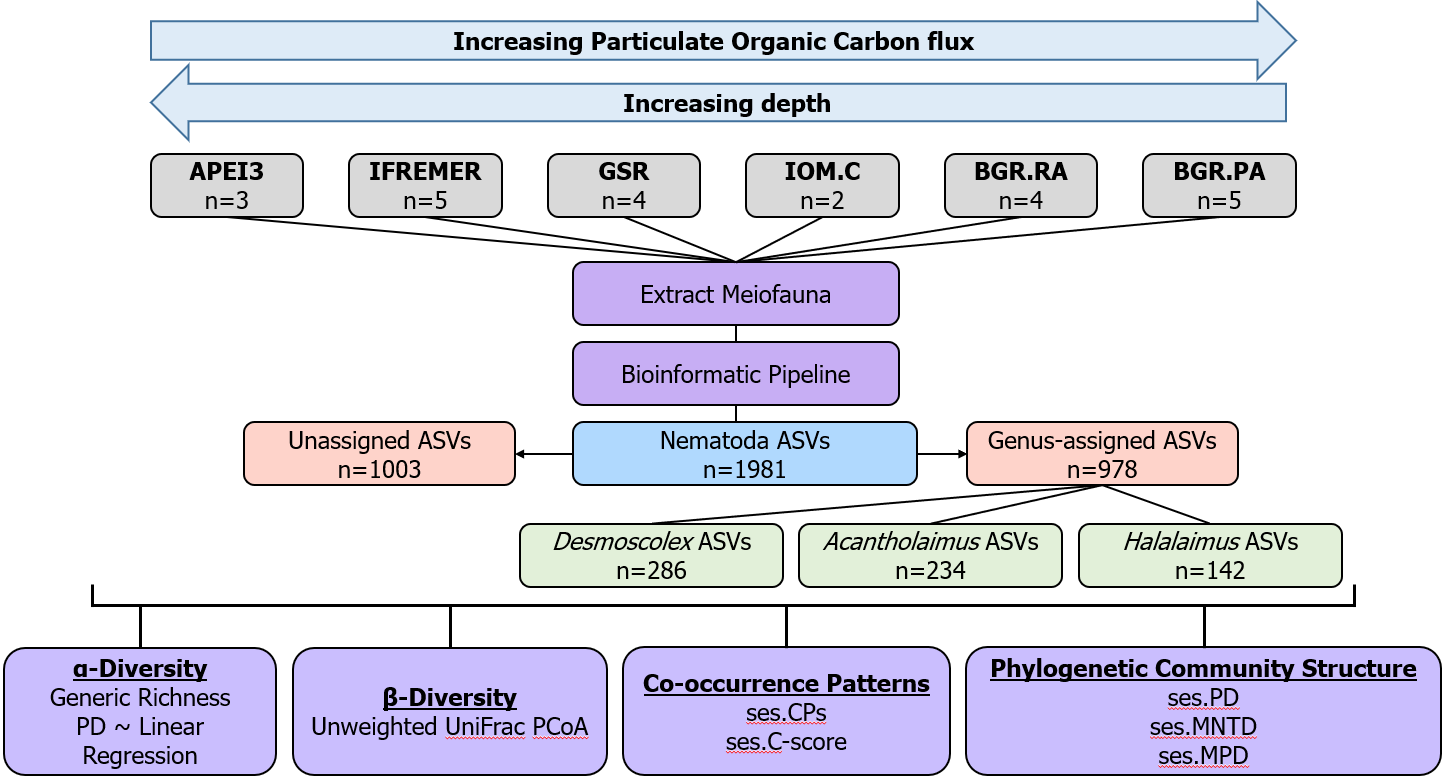 Increasing Particulate Organic Carbon flux
Increasing depth
APEI3
n=3
IFREMER
n=5
GSR
n=4
IOM.C
n=2
BGR.RA
n=4
BGR.PA
n=5
Extract Meiofauna
Bioinformatic Pipeline
Unassigned ASVs
n=1003
Nematoda ASVs
n=1981
Genus-assigned ASVs
n=978
Desmoscolex ASVs
n=286
Acantholaimus ASVs
n=234
Halalaimus ASVs
n=142
α-Diversity
Generic Richness
PD ~ Linear
Regression
β-Diversity
Unweighted UniFrac PCoA
Co-occurrence Patterns
ses.CPs
ses.C-score
Phylogenetic Community Structure
ses.PD
ses.MNTD
ses.MPD